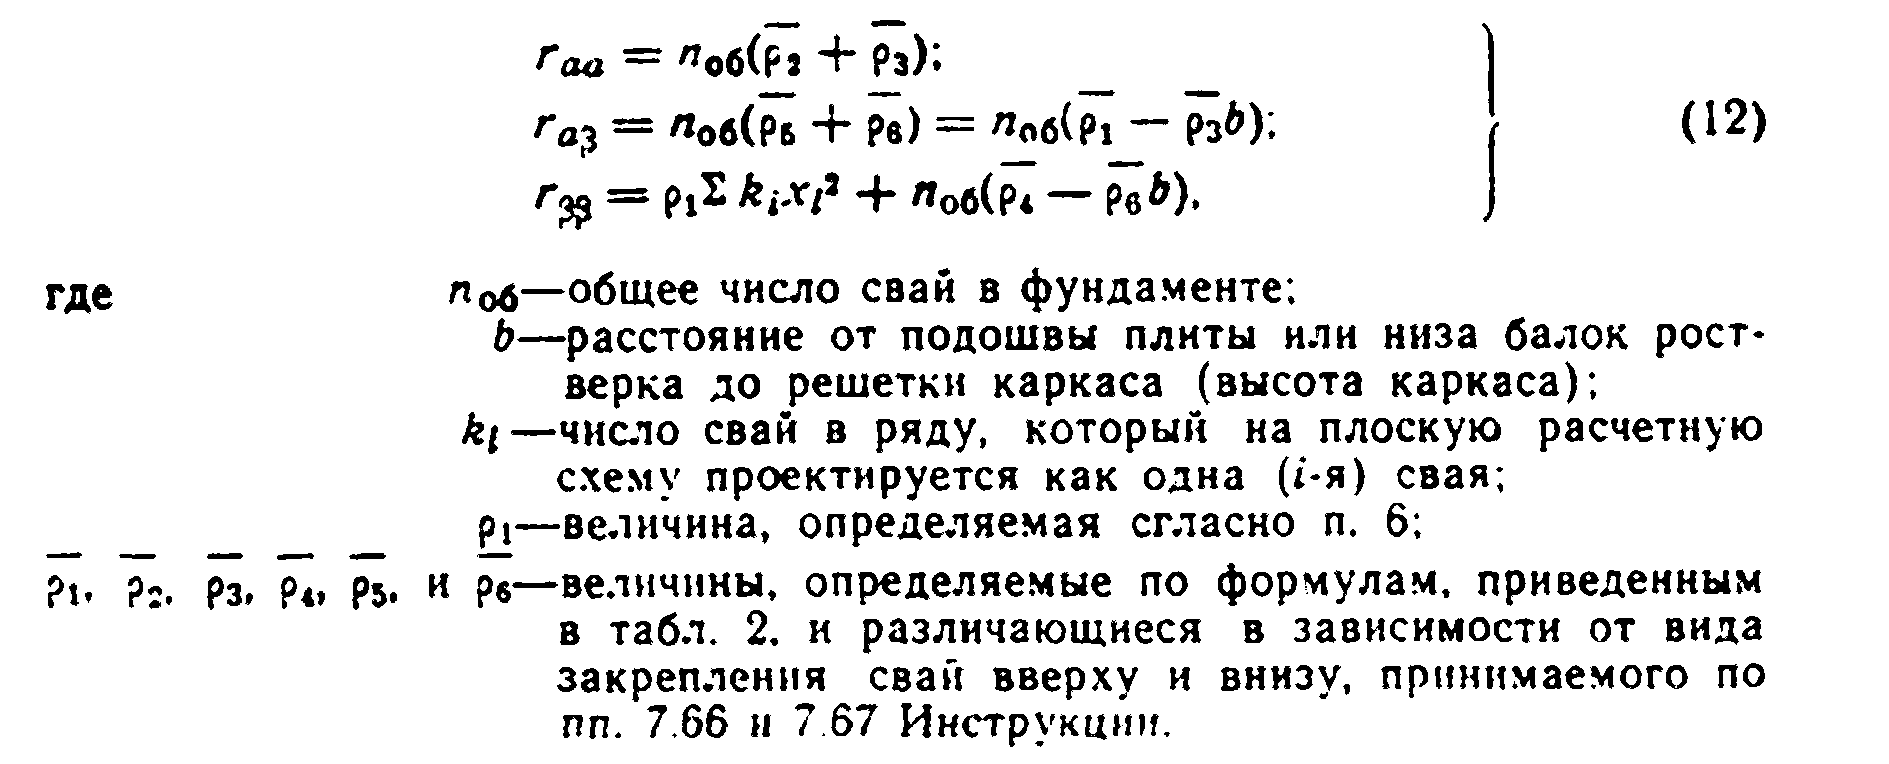 r_aa = n_об(ρ̅₂ + ρ̅₃);
r_aβ = n_об(ρ̅₅ + ρ̅₆) = n_об(ρ̅₁ − ρ̅₃b); (12)
r_ββ = ρ₁Σ k_i x_i² + n_об(ρ̅₄ − ρ̅₆b),
где n_об—общее число свай в фундаменте;
b—расстояние от подошвы плиты или низа балок рост-
верка до решетки каркаса (высота каркаса);
k_i—число свай в ряду, который на плоскую расчетную
схему проектируется как одна (i-я) свая;
ρ₁—величина, определяемая сгласно п. 6;
ρ̅₁, ρ̅₂, ρ̅₃, ρ̅₄, ρ̅₅, и ρ̅₆—величины, определяемые по формулам, приведенным
в табл. 2, и различающиеся в зависимости от вида
закрепления свай вверху и внизу, принимаемого по
пп. 7.66 и 7.67 Инструкции.